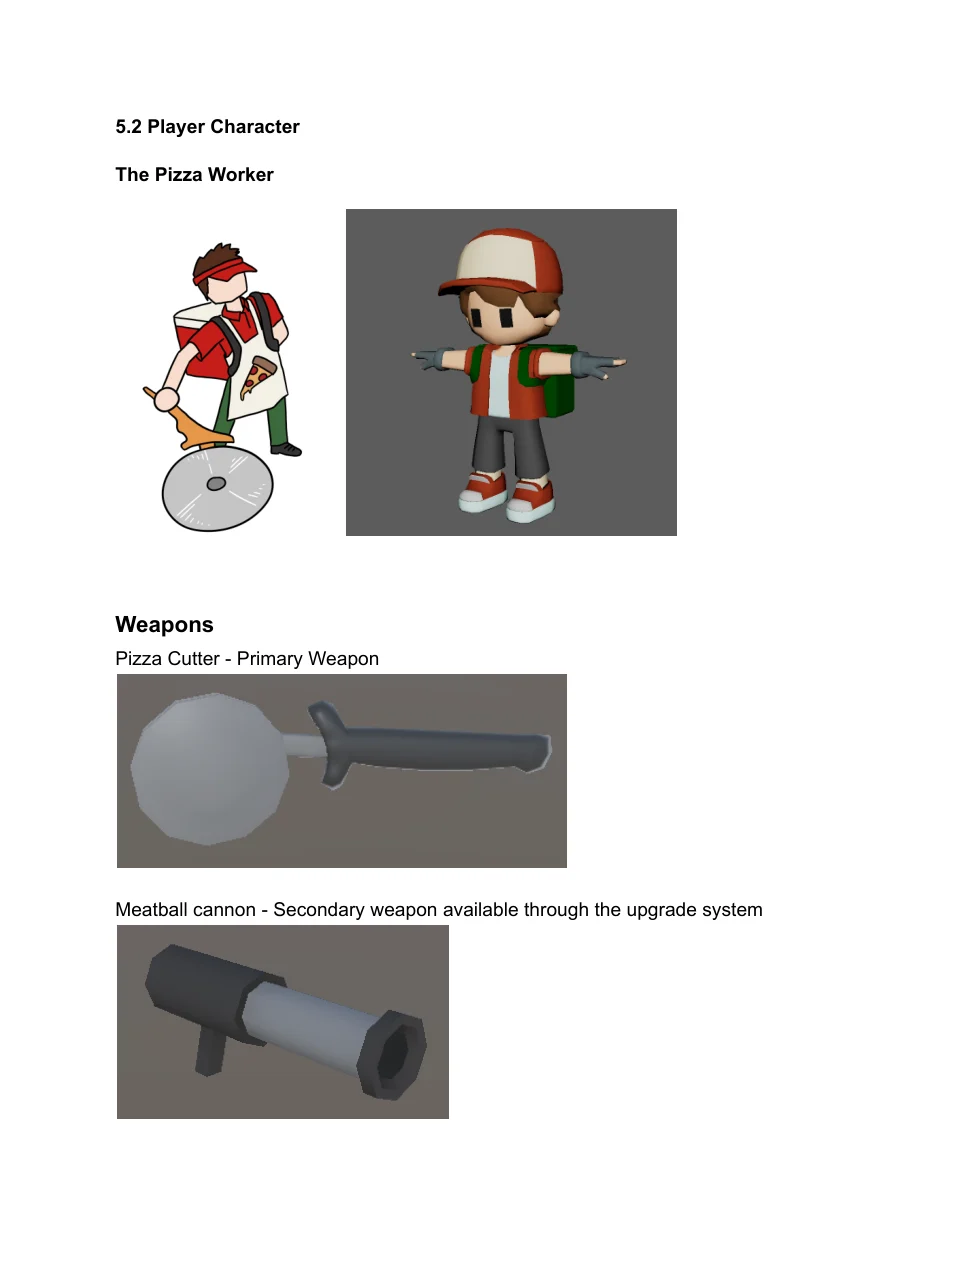 5.2 Player Character
The Pizza Worker
Weapons
Pizza Cutter - Primary Weapon
Meatball cannon - Secondary weapon available through the upgrade system